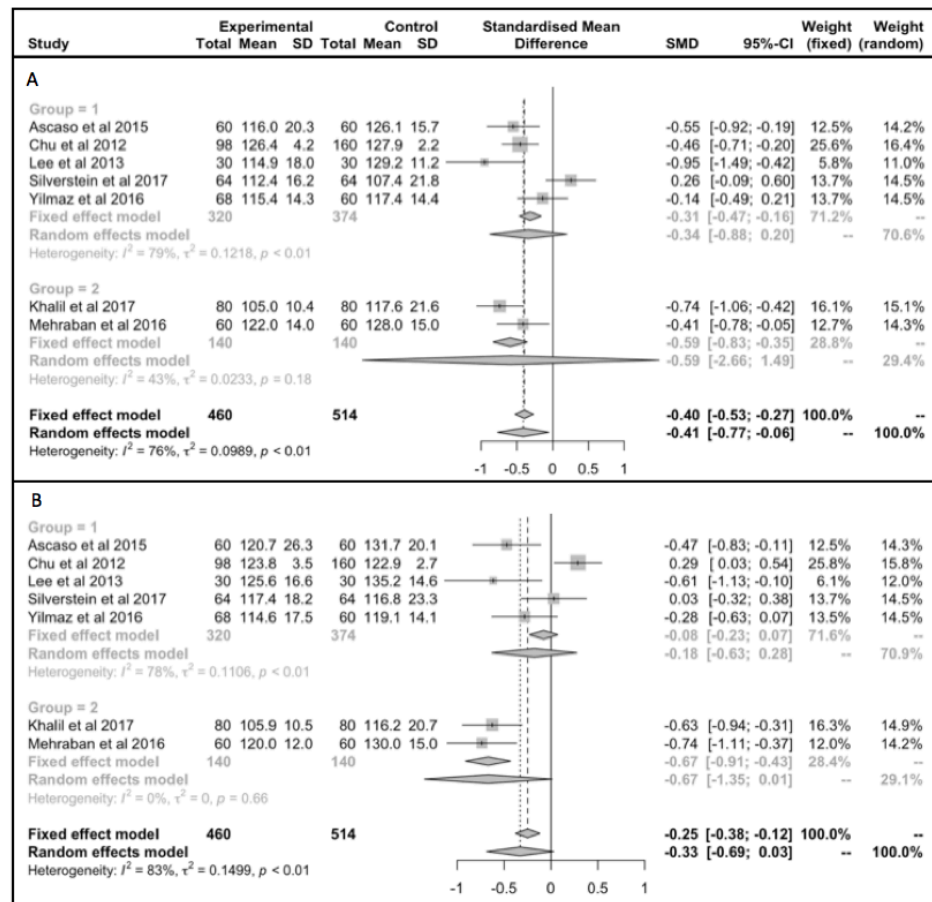 Experimental Control Standardised Mean Weight Weight
Study Total Mean SD Total Mean SD Difference SMD 95%-CI (fixed) (random)
A
Group = 1
Ascaso et al 2015 60 116.0 20.3 60 126.1 15.7 -0.55 [-0.92; -0.19] 12.5% 14.2%
Chu et al 2012 98 126.4 4.2 160 127.9 2.2 -0.46 [-0.71; -0.20] 25.6% 16.4%
Lee et al 2013 30 114.9 18.0 30 129.2 11.2 -0.95 [-1.49; -0.42] 5.8% 11.0%
Silverstein et al 2017 64 112.4 16.2 64 107.4 21.8 0.26 [-0.09; 0.60] 13.7% 14.5%
Yilmaz et al 2016 68 115.4 14.3 60 117.4 14.4 -0.14 [-0.49; 0.21] 13.7% 14.5%
Fixed effect model 320 374 -0.31 [-0.47; -0.16] 71.2% --
Random effects model -0.34 [-0.88; 0.20] -- 70.6%
Heterogeneity: I² = 79%, τ² = 0.1218, p < 0.01
Group = 2
Khalil et al 2017 80 105.0 10.4 80 117.6 21.6 -0.74 [-1.06; -0.42] 16.1% 15.1%
Mehraban et al 2016 60 122.0 14.0 60 128.0 15.0 -0.41 [-0.78; -0.05] 12.7% 14.3%
Fixed effect model 140 140 -0.59 [-0.83; -0.35] 28.8% --
Random effects model -0.59 [-2.66; 1.49] -- 29.4%
Heterogeneity: I² = 43%, τ² = 0.0233, p = 0.18
Fixed effect model 460 514 -0.40 [-0.53; -0.27] 100.0% --
Random effects model -0.41 [-0.77; -0.06] -- 100.0%
Heterogeneity: I² = 76%, τ² = 0.0989, p < 0.01
-1 -0.5 0 0.5 1
B
Group = 1
Ascaso et al 2015 60 120.7 26.3 60 131.7 20.1 -0.47 [-0.83; -0.11] 12.5% 14.3%
Chu et al 2012 98 123.8 3.5 160 122.9 2.7 0.29 [ 0.03; 0.54] 25.8% 15.8%
Lee et al 2013 30 125.6 16.6 30 135.2 14.6 -0.61 [-1.13; -0.10] 6.1% 12.0%
Silverstein et al 2017 64 117.4 18.2 64 116.8 23.3 0.03 [-0.32; 0.38] 13.7% 14.5%
Yilmaz et al 2016 68 114.6 17.5 60 119.1 14.1 -0.28 [-0.63; 0.07] 13.5% 14.5%
Fixed effect model 320 374 -0.08 [-0.23; 0.07] 71.6% --
Random effects model -0.18 [-0.63; 0.28] -- 70.9%
Heterogeneity: I² = 78%, τ² = 0.1106, p < 0.01
Group = 2
Khalil et al 2017 80 105.9 10.5 80 116.2 20.7 -0.63 [-0.94; -0.31] 16.3% 14.9%
Mehraban et al 2016 60 120.0 12.0 60 130.0 15.0 -0.74 [-1.11; -0.37] 12.0% 14.2%
Fixed effect model 140 140 -0.67 [-0.91; -0.43] 28.4% --
Random effects model -0.67 [-1.35; 0.01] -- 29.1%
Heterogeneity: I² = 0%, τ² = 0, p = 0.66
Fixed effect model 460 514 -0.25 [-0.38; -0.12] 100.0% --
Random effects model -0.33 [-0.69; 0.03] -- 100.0%
Heterogeneity: I² = 83%, τ² = 0.1499, p < 0.01
-1 -0.5 0 0.5 1